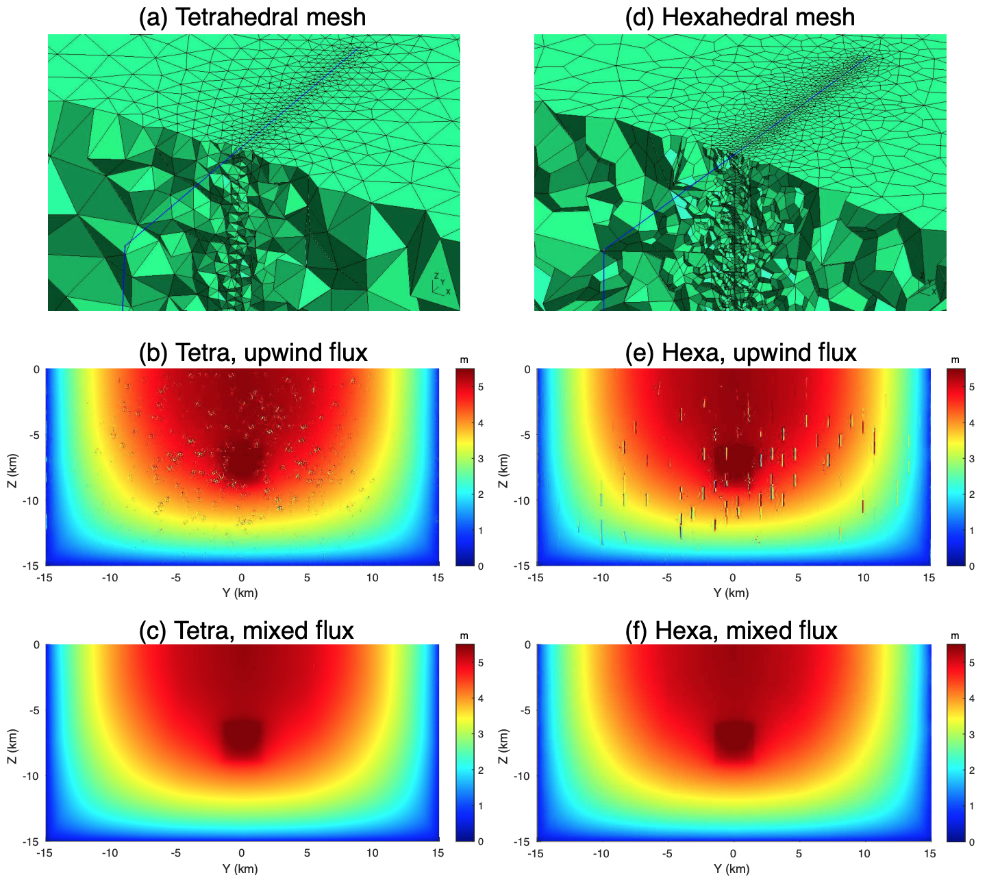 (a) Tetrahedral mesh
(d) Hexahedral mesh
Z
Y
X
Z
Y
X
(b) Tetra, upwind flux
m
0
-5
-10
-15
Z (km)
-15 -10 -5 0 5 10 15
Y (km)
5
4
3
2
1
0
(e) Hexa, upwind flux
m
0
-5
-10
-15
Z (km)
-15 -10 -5 0 5 10 15
Y (km)
5
4
3
2
1
0
(c) Tetra, mixed flux
m
0
-5
-10
-15
Z (km)
-15 -10 -5 0 5 10 15
Y (km)
5
4
3
2
1
0
(f) Hexa, mixed flux
m
0
-5
-10
-15
Z (km)
-15 -10 -5 0 5 10 15
Y (km)
5
4
3
2
1
0